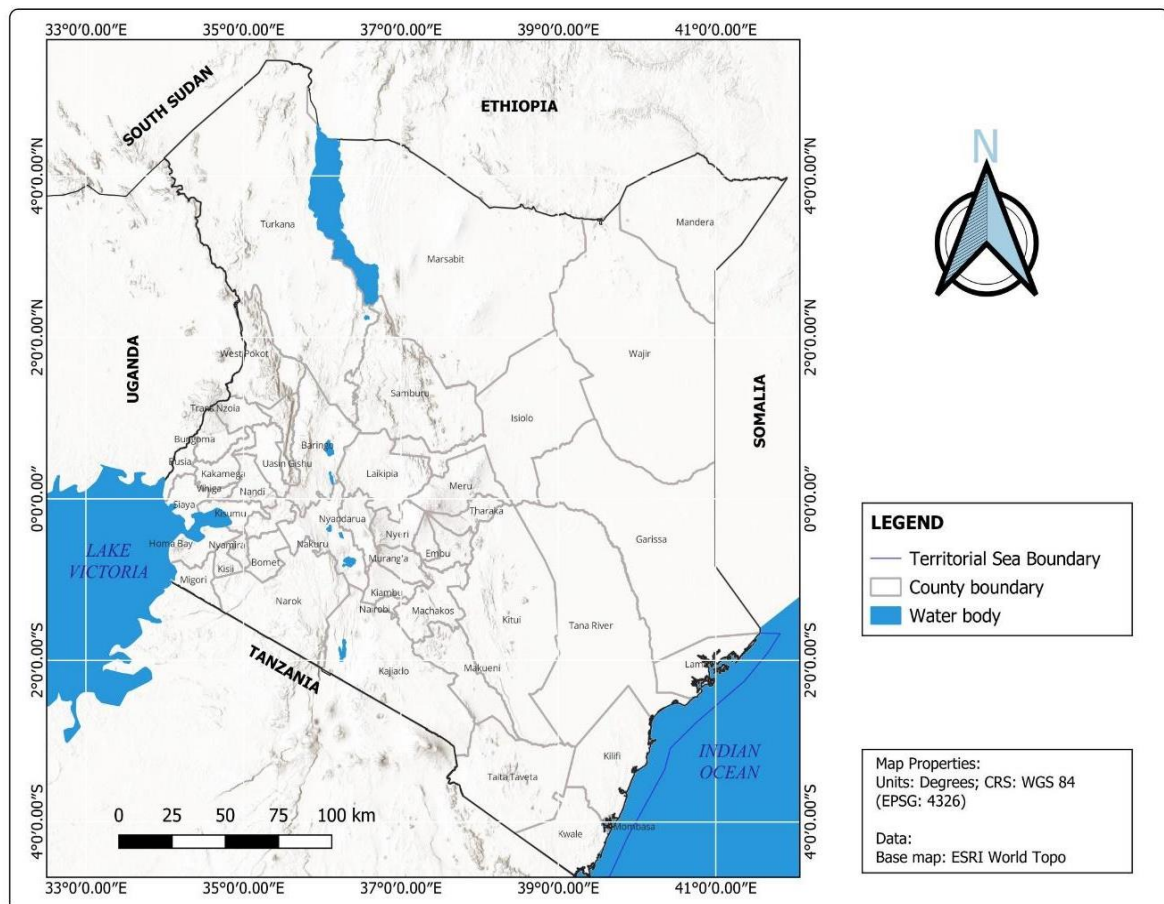 33°0′0.00″E 35°0′0.00″E 37°0′0.00″E 39°0′0.00″E 41°0′0.00″E
SOUTH SUDAN
ETHIOPIA
N
4°0′0.00″N
4°0′0.00″N
Turkana
Mandera
Marsabit
UGANDA
2°0′0.00″N
2°0′0.00″N
West Pokot
Wajir
SOMALIA
Samburu
Trans Nzoia
Isiolo
Bungoma
Baringo
Busia
Uasin Gishu
Kakamega
Laikipia
Vihiga
Nandi
Meru
0°0′0.00″
0°0′0.00″
Siaya
Kisumu
Tharaka
Nyandarua
Homa Bay
Nyamira
Nakuru
Nyeri
Garissa
LAKE
VICTORIA
Kisii
Bomet
Murang'a
Embu
Migori
Kiambu
Narok
Nairobi
Machakos
Kitui
Tana River
2°0′0.00″S
2°0′0.00″S
TANZANIA
Kajiado
Makueni
Lamu
INDIAN
OCEAN
Taita Taveta
Kilifi
4°0′0.00″S
4°0′0.00″S
Kwale
Mombasa
0 25 50 75 100 km
33°0′0.00″E 35°0′0.00″E 37°0′0.00″E 39°0′0.00″E 41°0′0.00″E
LEGEND
Territorial Sea Boundary
County boundary
Water body
Map Properties:
Units: Degrees; CRS: WGS 84
(EPSG: 4326)
Data:
Base map: ESRI World Topo